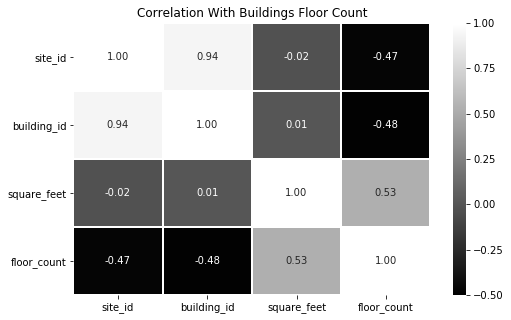 Correlation With Buildings Floor Count
site_id 1.00 0.94 -0.02 -0.47
building_id 0.94 1.00 0.01 -0.48
square_feet -0.02 0.01 1.00 0.53
floor_count -0.47 -0.48 0.53 1.00
site_id building_id square_feet floor_count
1.00
0.75
0.50
0.25
0.00
-0.25
-0.50